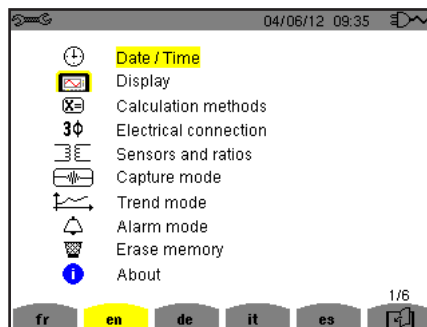 04/06/12 09:35
Date / Time
Display
X= Calculation methods
3Φ Electrical connection
Sensors and ratios
Capture mode
Trend mode
Alarm mode
Erase memory
i About
1/6
fr en de it es